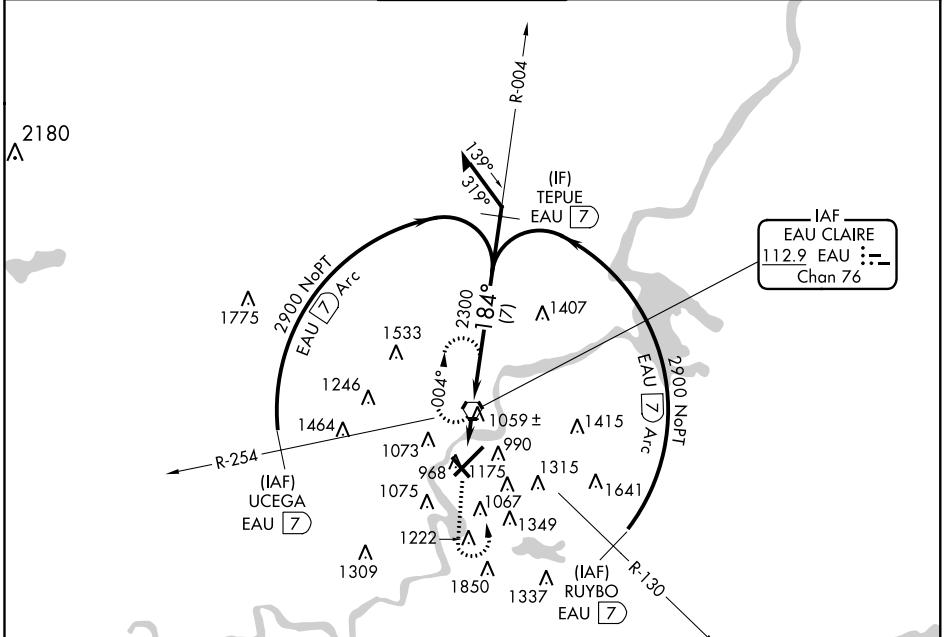 2180
R-004
139°
319°
(IF)
TEPUE
EAU 7
IAF
EAU CLAIRE
112.9 EAU
Chan 76
2900 NoPT
EAU 7 Arc
1775
2300
184°
(7)
1407
1533
1246
004°
2900 NoPT
EAU 7 Arc
1464
1059 ±
1415
1073
990
R-254
968
1175
1315
1641
(IAF)
UCEGA
EAU 7
1075
1067
1349
1222
1309
1850
1337
(IAF)
RUYBO
EAU 7
R-130